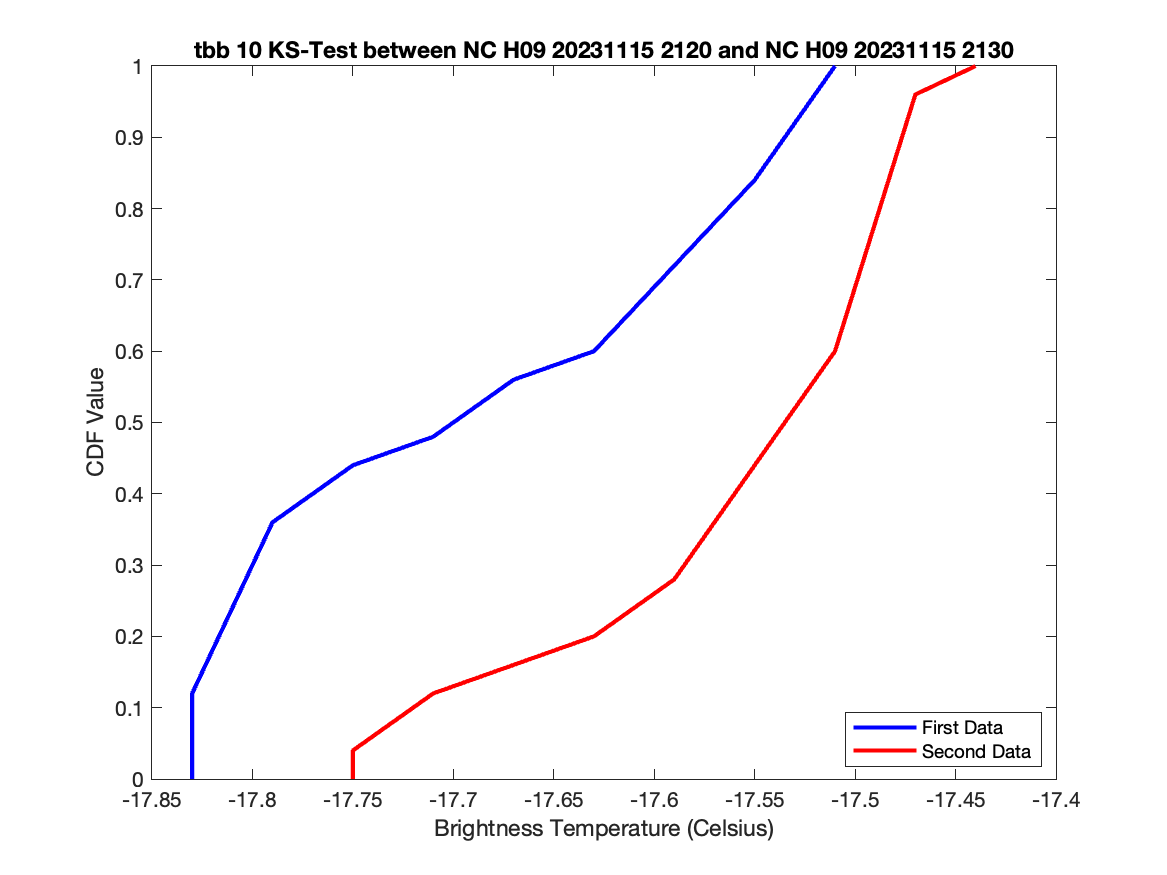 tbb 10 KS-Test between NC H09 20231115 2120 and NC H09 20231115 2130
1
0.9
0.8
0.7
0.6
0.5
0.4
0.3
0.2
0.1
0
CDF Value
-17.85 -17.8 -17.75 -17.7 -17.65 -17.6 -17.55 -17.5 -17.45 -17.4
Brightness Temperature (Celsius)
First Data
Second Data